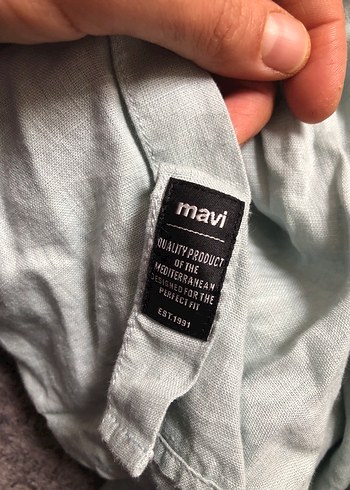 mavi
QUALITY PRODUCT
OF THE
MEDITERRANEAN
DESIGNED FOR THE
PERFECT FIT
EST.1991